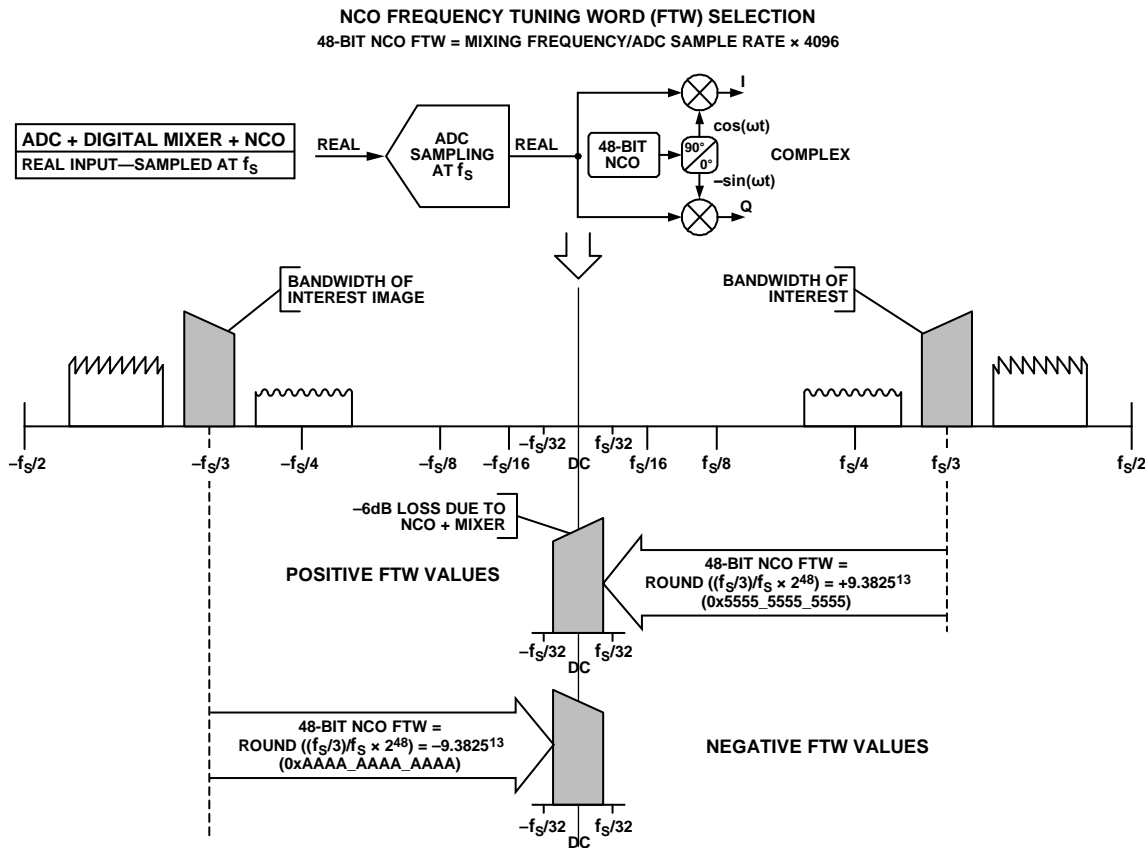 NCO FREQUENCY TUNING WORD (FTW) SELECTION
48-BIT NCO FTW = MIXING FREQUENCY/ADC SAMPLE RATE × 4096
ADC + DIGITAL MIXER + NCO
REAL INPUT—SAMPLED AT fS
REAL
ADC
SAMPLING
AT fS
REAL
48-BIT
NCO
90°
0°
cos(ωt)
–sin(ωt)
I
Q
COMPLEX
BANDWIDTH OF
INTEREST IMAGE
BANDWIDTH OF
INTEREST
–fS/2
–fS/3
–fS/4
–fS/8
–fS/16
–fS/32
DC
fS/32
fS/16
fS/8
fS/4
fS/3
fS/2
–6dB LOSS DUE TO
NCO + MIXER
POSITIVE FTW VALUES
48-BIT NCO FTW =
ROUND ((fS/3)/fS × 2^48) = +9.3825^13
(0x5555_5555_5555)
–fS/32
DC
fS/32
48-BIT NCO FTW =
ROUND ((fS/3)/fS × 2^48) = –9.3825^13
(0xAAAA_AAAA_AAAA)
NEGATIVE FTW VALUES
–fS/32
DC
fS/32